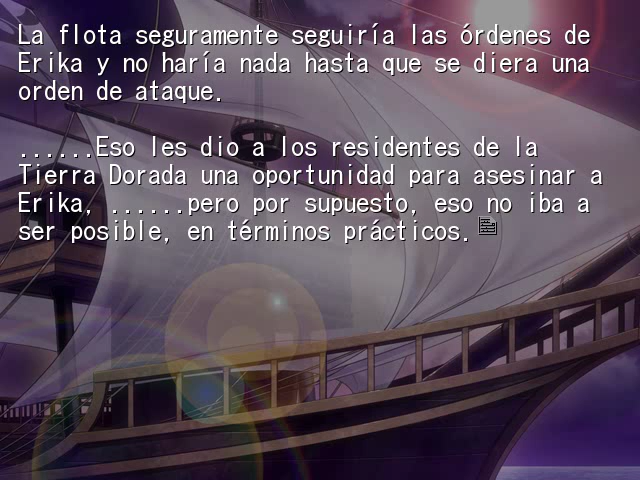 La flota seguramente seguiría las órdenes de
Erika y no haría nada hasta que se diera una
orden de ataque.
......Eso les dio a los residentes de la
Tierra Dorada una oportunidad para asesinar a
Erika, ......pero por supuesto, eso no iba a
ser posible, en términos prácticos.